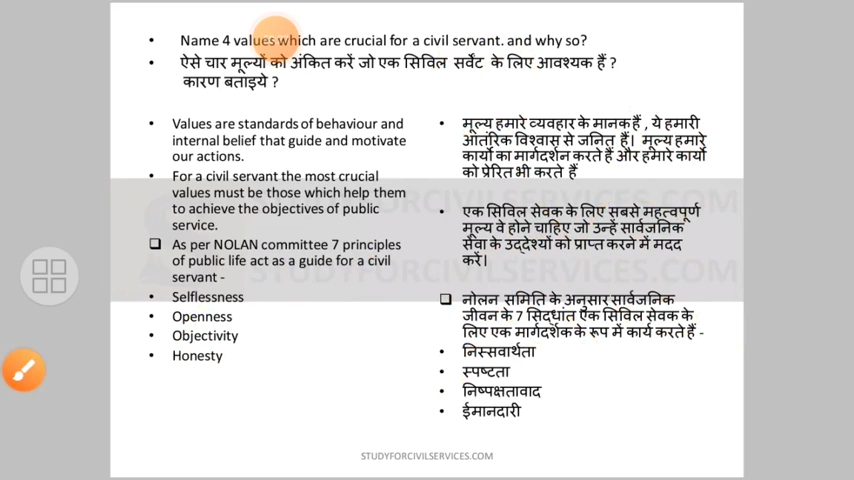 • Name 4 values which are crucial for a civil servant. and why so?
• ऐसे चार मूल्यों को अंकित करें जो एक सिविल सर्वेंट के लिए आवश्यक हैं ?
कारण बताइये ?
• Values are standards of behaviour and
internal belief that guide and motivate
our actions.
• For a civil servant the most crucial
values must be those which help them
to achieve the objectives of public
service.
❑ As per NOLAN committee 7 principles
of public life act as a guide for a civil
servant -
• Selflessness
• Openness
• Objectivity
• Honesty
• मूल्य हमारे व्यवहार के मानक हैं , ये हमारी
आतंरिक विश्वास से जनित हैं। मूल्य हमारे
कार्यों का मार्गदर्शन करते हैं और हमारे कार्यो
को प्रेरित भी करते हैं
• एक सिविल सेवक के लिए सबसे महत्वपूर्ण
मूल्य वे होने चाहिए जो उन्हें सार्वजनिक
सेवा के उद्देश्यों को प्राप्त करने में मदद
करें।
❑ नोलन समिति के अनुसार सार्वजनिक
जीवन के 7 सिद्धांत एक सिविल सेवक के
लिए एक मार्गदर्शक के रूप में कार्य करते हैं -
• निस्सवार्थता
• स्पष्टता
• निष्पक्षतावाद
• ईमानदारी
STUDYFORCIVILSERVICES.COM